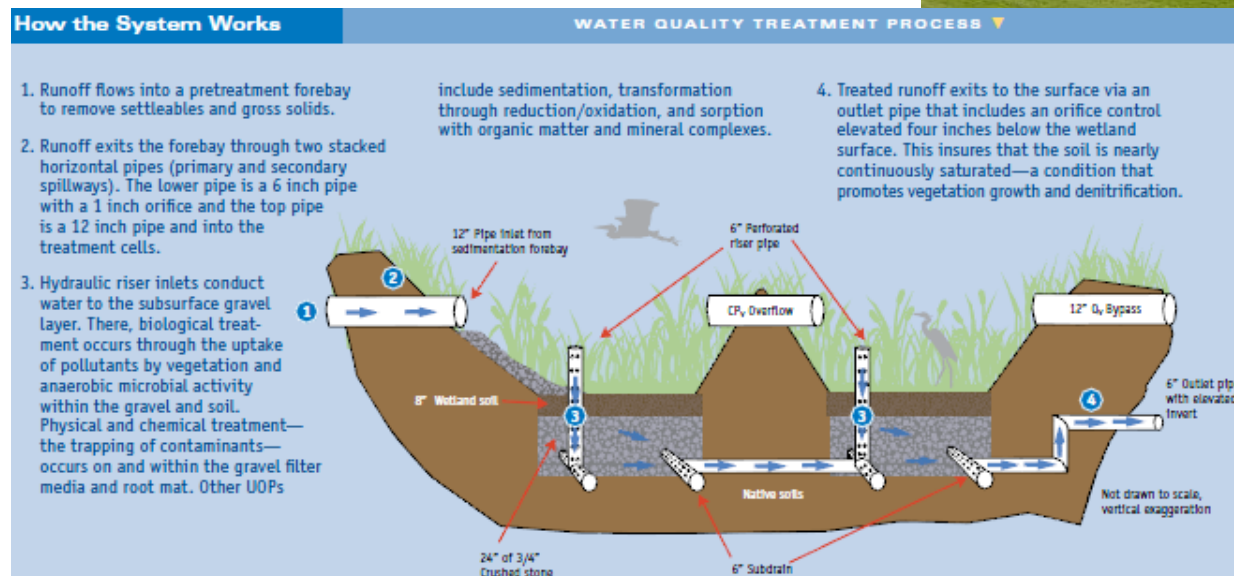 How the System Works
WATER QUALITY TREATMENT PROCESS ▼
1. Runoff flows into a pretreatment forebay
to remove settleables and gross solids.
2. Runoff exits the forebay through two stacked
horizontal pipes (primary and secondary
spillways). The lower pipe is a 6 inch pipe
with a 1 inch orifice and the top pipe
is a 12 inch pipe and into the
treatment cells.
3. Hydraulic riser inlets conduct
water to the subsurface gravel
layer. There, biological treat-
ment occurs through the uptake
of pollutants by vegetation and
anaerobic microbial activity
within the gravel and soil.
Physical and chemical treatment—
the trapping of contaminants—
occurs on and within the gravel filter
media and root mat. Other UOPs
include sedimentation, transformation
through reduction/oxidation, and sorption
with organic matter and mineral complexes.
4. Treated runoff exits to the surface via an
outlet pipe that includes an orifice control
elevated four inches below the wetland
surface. This insures that the soil is nearly
continuously saturated—a condition that
promotes vegetation growth and denitrification.
12" Pipe inlet from
sedimentation forebay
6" Perforated
riser pipe
2
1
CPv Overflow
12" Qv Bypass
8" Wetland soil
3
3
4
6" Outlet pip
with elevated
invert
Native soils
Not drawn to scale,
vertical exaggeration
24" of 3/4"
Crushed stone
6" Subdrain